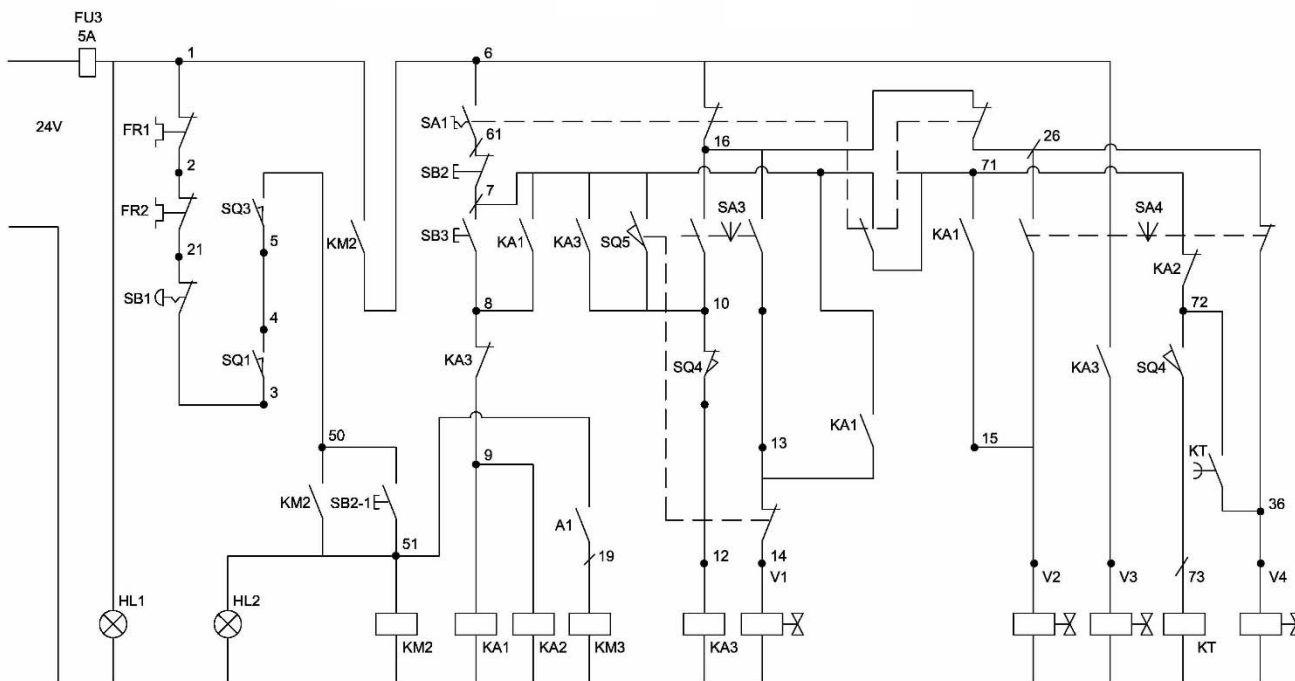 FU3
5A
1
6
24V
FR1
SA1
61
16
26
2
SB2
71
7
FR2
SQ3
KM2
SB3
KA1
KA3
SQ5
SA3
KA1
SA4
21
5
KA2
SB1
8
10
72
4
KA3
SQ4
KA3
SQ4
SQ1
3
KA1
50
9
13
15
KT
KM2
SB2-1
A1
36
51
19
12
14
V1
V2
V3
73
V4
HL1
HL2
KM2
KA1
KA2
KM3
KA3
KT